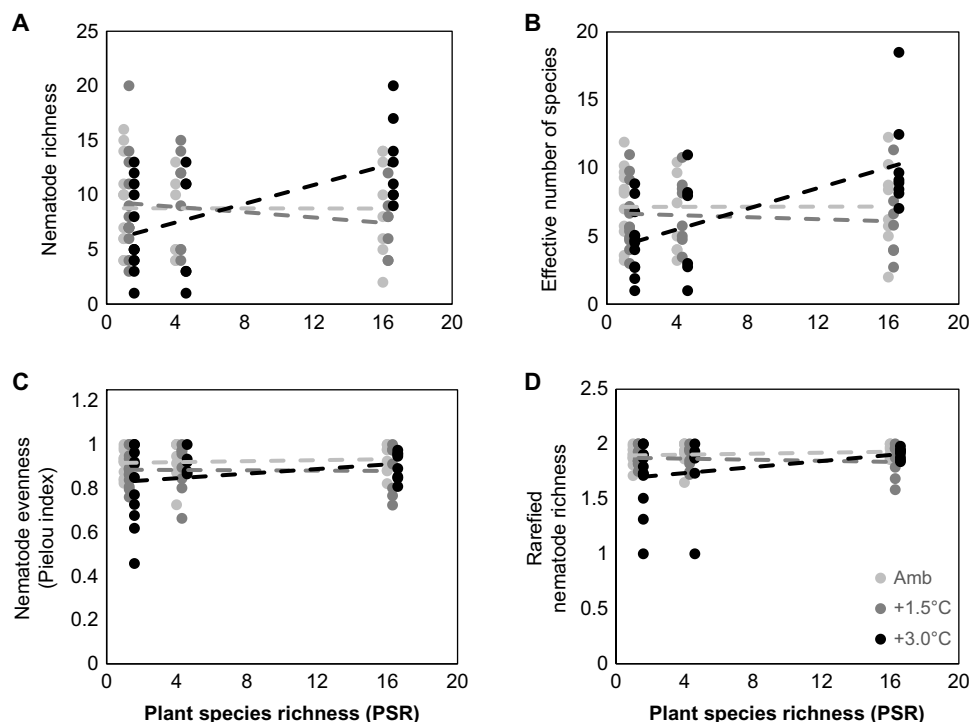 A
Nematode richness
25
20
15
10
5
0
0 4 8 12 16 20
B
Effective number of species
20
15
10
5
0
0 4 8 12 16 20
C
Nematode evenness
(Pielou index)
1.2
1
0.8
0.6
0.4
0.2
0
0 4 8 12 16 20
Plant species richness (PSR)
D
Rarefied
nematode richness
2.5
2
1.5
1
0.5
0
0 4 8 12 16 20
Plant species richness (PSR)
Amb
+1.5°C
+3.0°C